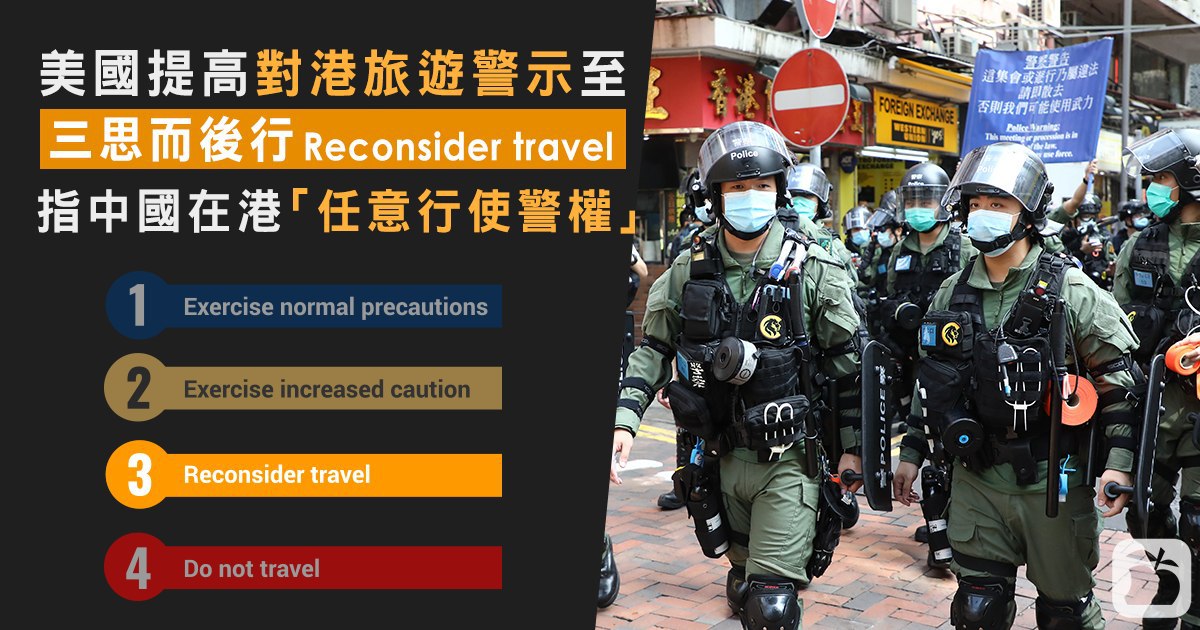 美國提高對港旅遊警示至
三思而後行 Reconsider travel
指中國在港「任意行使警權」
1 Exercise normal precautions
2 Exercise increased caution
3 Reconsider travel
4 Do not travel
警察警告
這集會或遊行乃屬違法
請即散去
否則我們可能使用武力
Police Warning:
This meeting or procession is in
of the law.
use force.
香港
FOREIGN EXCHANGE
WESTERN UNION
Police
POLICE
警